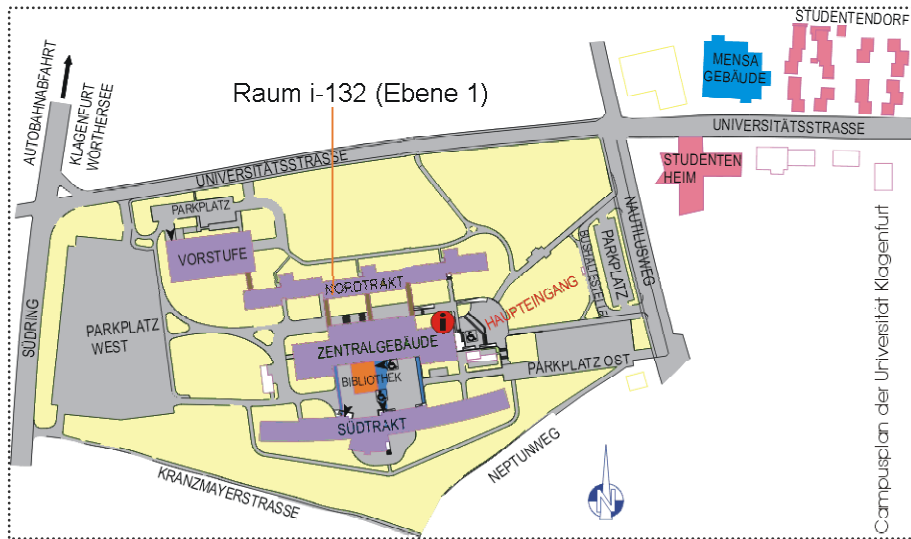 STUDENTENDORF
MENSA
GEBÄUDE
AUTOBAHNABFAHRT
KLAGENFURT
WÖRTHERSEE
Raum i-132 (Ebene 1)
UNIVERSITÄTSSTRASSE
UNIVERSITÄTSSTRASSE
STUDENTEN
HEIM
PARKPLATZ
VORSTUFE
NORDTRAKT
NAUTILUSWEG
PARKPLATZ
BUSHALTESTELLE
HAUPTEINGANG
i
SÜDRING
PARKPLATZ
WEST
ZENTRALGEBÄUDE
PARKPLATZ OST
BIBLIOTHEK
SÜDTRAKT
NEPTUNWEG
KRANZMAYERSTRASSE
N
Campusplan der Univesität Klagenfurt